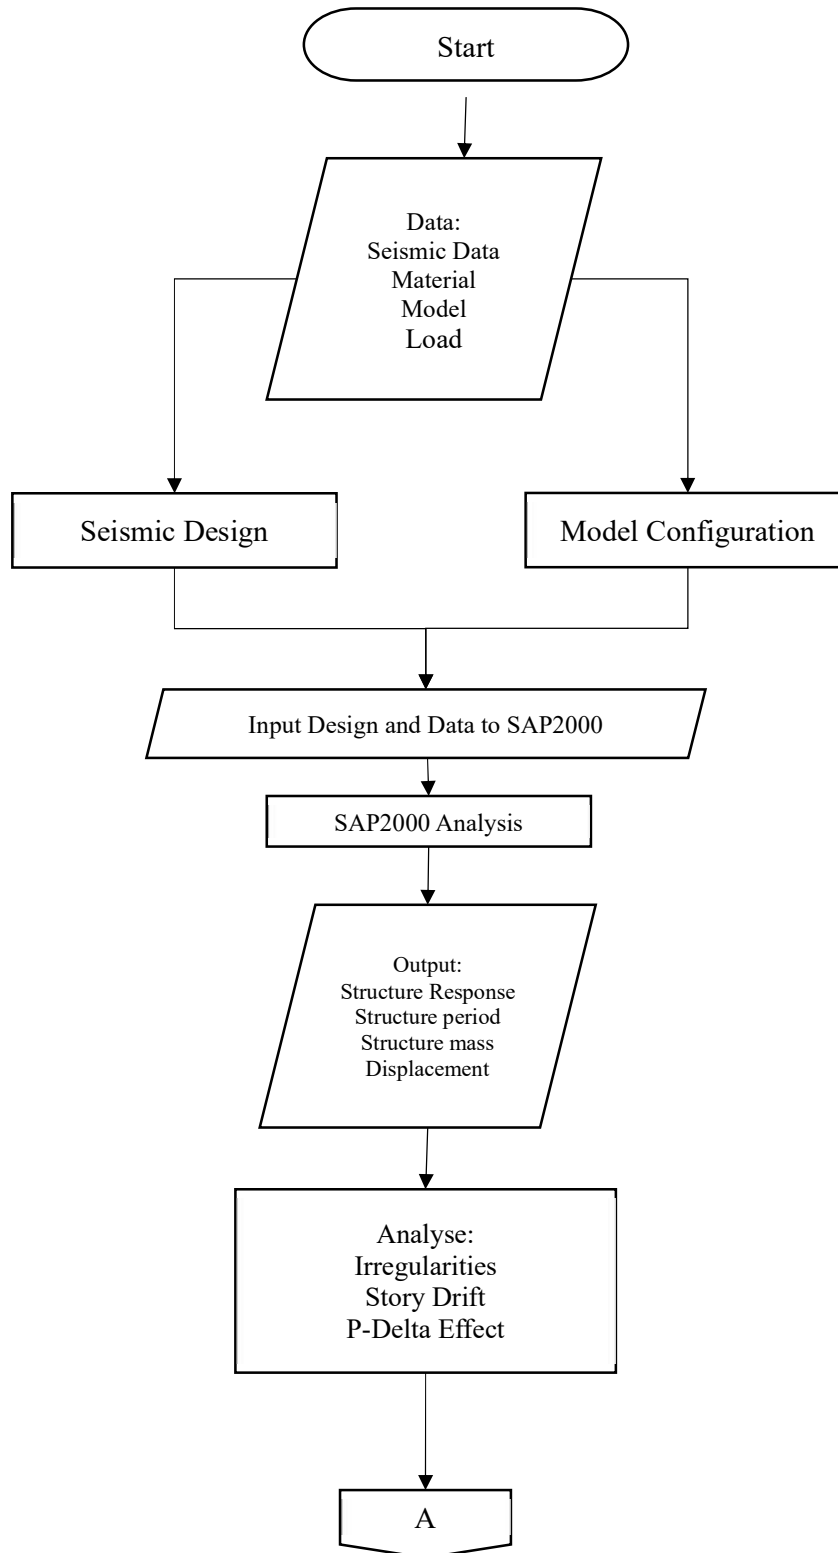 Start
Data:
Seismic Data
Material
Model
Load
Seismic Design
Model Configuration
Input Design and Data to SAP2000
SAP2000 Analysis
Output:
Structure Response
Structure period
Structure mass
Displacement
Analyse:
Irregularities
Story Drift
P-Delta Effect
A